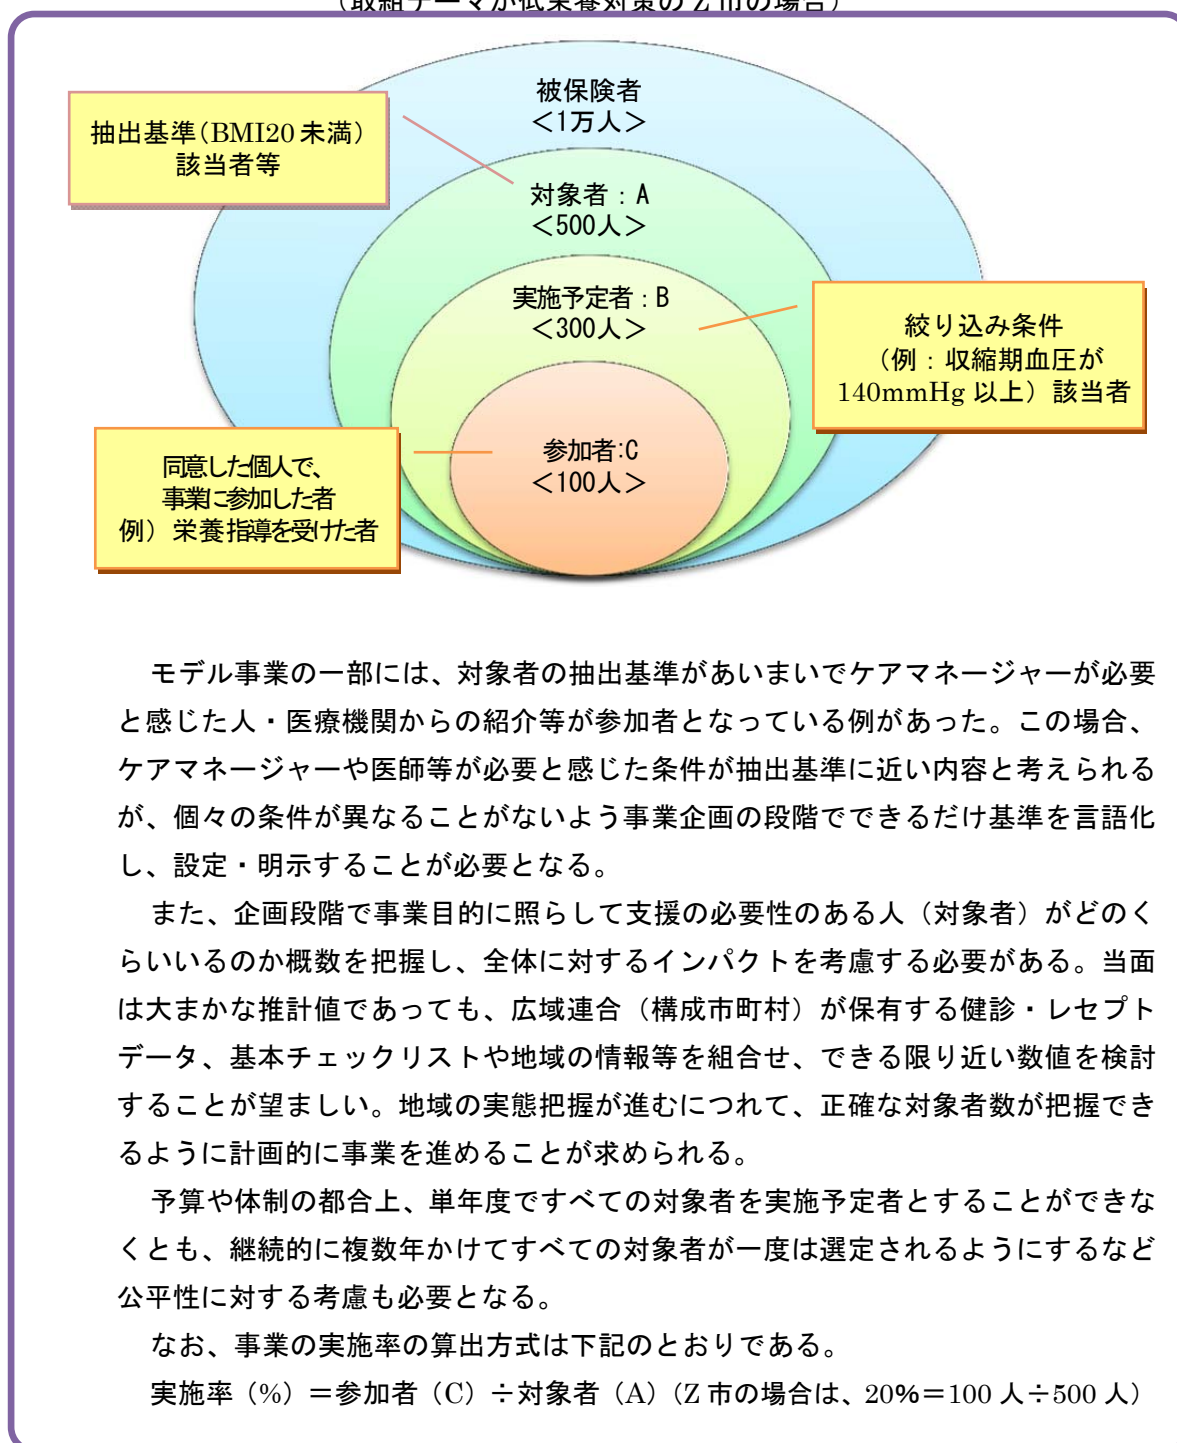 （取組テーマが低栄養対策のZ市の場合）
被保険者
＜1万人＞
抽出基準（BMI20未満）
該当者等
対象者：A
＜500人＞
実施予定者：B
＜300人＞
絞り込み条件
（例：収縮期血圧が
140mmHg 以上）該当者
参加者:C
＜100人＞
同意した個人で、
事業に参加した者
例）栄養指導を受けた者
モデル事業の一部には、対象者の抽出基準があいまいでケアマネージャーが必要
と感じた人・医療機関からの紹介等が参加者となっている例があった。この場合、
ケアマネージャーや医師等が必要と感じた条件が抽出基準に近い内容と考えられる
が、個々の条件が異なることがないよう事業企画の段階でできるだけ基準を言語化
し、設定・明示することが必要となる。
また、企画段階で事業目的に照らして支援の必要性のある人（対象者）がどのく
らいいるのか概数を把握し、全体に対するインパクトを考慮する必要がある。当面
は大まかな推計値であっても、広域連合（構成市町村）が保有する健診・レセプト
データ、基本チェックリストや地域の情報等を組合せ、できる限り近い数値を検討
することが望ましい。地域の実態把握が進むにつれて、正確な対象者数が把握でき
るように計画的に事業を進めることが求められる。
予算や体制の都合上、単年度ですべての対象者を実施予定者とすることができな
くとも、継続的に複数年かけてすべての対象者が一度は選定されるようにするなど
公平性に対する考慮も必要となる。
なお、事業の実施率の算出方式は下記のとおりである。
実施率（%）＝参加者（C）÷対象者（A）（Z市の場合は、20%＝100人÷500人）